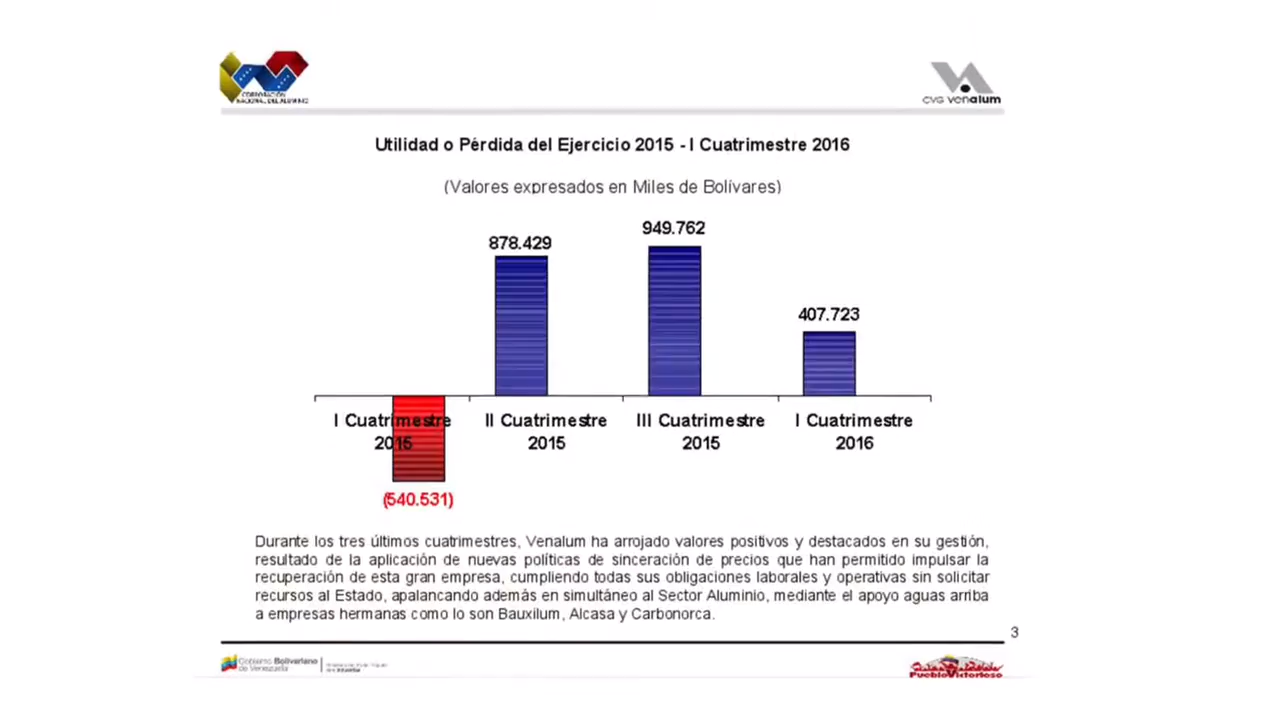 CORPORACIÓN
NACIONAL DEL ALUMINIO
CVG venalum
Utilidad o Pérdida del Ejercicio 2015 - I Cuatrimestre 2016
(Valores expresados en Miles de Bolívares)
878.429
949.762
407.723
I Cuatrimestre 2015
II Cuatrimestre 2015
III Cuatrimestre 2015
I Cuatrimestre 2016
(540.531)
Durante los tres últimos cuatrimestres, Venalum ha arrojado valores positivos y destacados en su gestión,
resultado de la aplicación de nuevas políticas de sinceración de precios que han permitido impulsar la
recuperación de esta gran empresa, cumpliendo todas sus obligaciones laborales y operativas sin solicitar
recursos al Estado, apalancando además en simultáneo al Sector Aluminio, mediante el apoyo aguas arriba
a empresas hermanas como lo son Bauxilum, Alcasa y Carbonorca.
3
Gobierno Bolivariano
de Venezuela
PuebloVictorioso